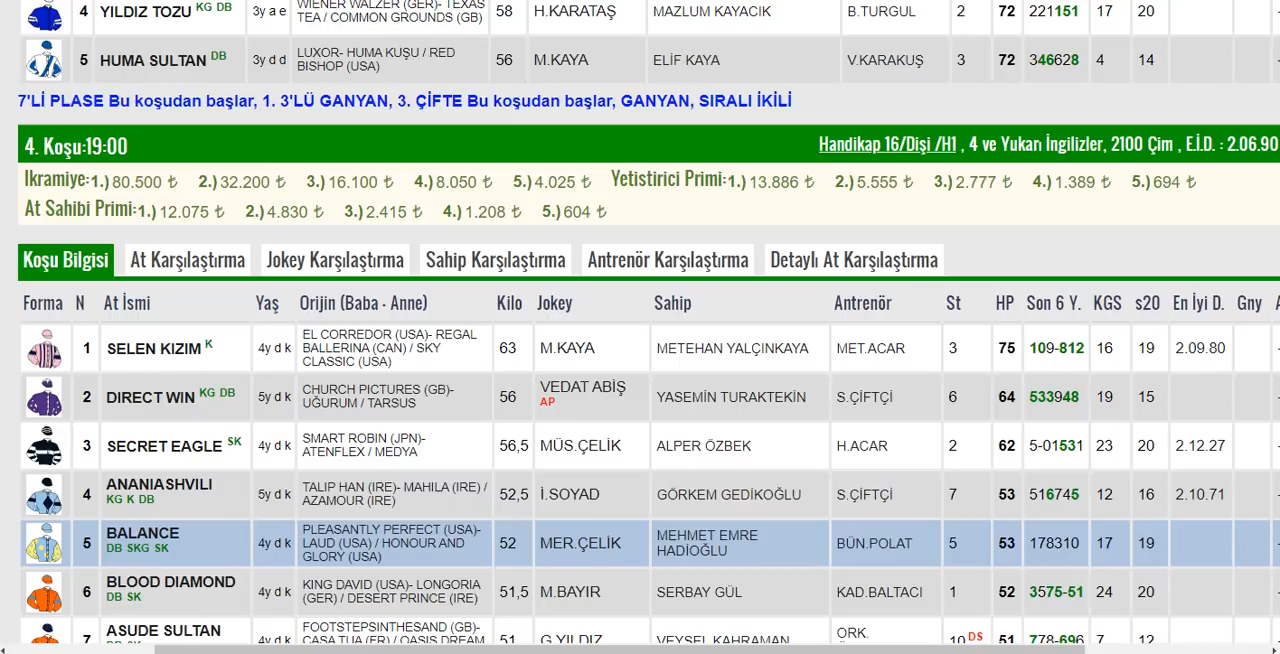 4 YILDIZ TOZU KG DB 3y a e WIENER WALZER (GER)- TEXAS TEA / COMMON GROUNDS (GB) 58 H.KARATAŞ MAZLUM KAYACIK B.TURGUL 2 72 221151 17 20
5 HUMA SULTAN DB 3y d d LUXOR- HUMA KUŞU / RED BISHOP (USA) 56 M.KAYA ELİF KAYA V.KARAKUŞ 3 72 346628 4 14
7'Lİ PLASE Bu koşudan başlar, 1. 3'LÜ GANYAN, 3. ÇİFTE Bu koşudan başlar, GANYAN, SIRALI İKİLİ
4. Koşu:19:00 Handikap 16/Dişi /H1 , 4 ve Yukarı İngilizler, 2100 Çim , E.İ.D. : 2.06.90
Ikramiye:1.) 80.500 ₺ 2.) 32.200 ₺ 3.) 16.100 ₺ 4.) 8.050 ₺ 5.) 4.025 ₺ Yetistirici Primi:1.) 13.886 ₺ 2.) 5.555 ₺ 3.) 2.777 ₺ 4.) 1.389 ₺ 5.) 694 ₺
At Sahibi Primi:1.) 12.075 ₺ 2.) 4.830 ₺ 3.) 2.415 ₺ 4.) 1.208 ₺ 5.) 604 ₺
Koşu Bilgisi At Karşılaştırma Jokey Karşılaştırma Sahip Karşılaştırma Antrenör Karşılaştırma Detaylı At Karşılaştırma
Forma N At İsmi Yaş Orijin (Baba - Anne) Kilo Jokey Sahip Antrenör St HP Son 6 Y. KGS s20 En İyi D. Gny
1 SELEN KIZIM K 4y d k EL CORREDOR (USA)- REGAL BALLERINA (CAN) / SKY CLASSIC (USA) 63 M.KAYA METEHAN YALÇINKAYA MET.ACAR 3 75 109-812 16 19 2.09.80
2 DIRECT WIN KG DB 5y d k CHURCH PICTURES (GB)- UĞURUM / TARSUS 56 VEDAT ABİŞ AP YASEMİN TURAKTEKİN S.ÇİFTÇİ 6 64 533948 19 15
3 SECRET EAGLE SK 4y d k SMART ROBIN (JPN)- ATENFLEX / MEDYA 56,5 MÜS.ÇELİK ALPER ÖZBEK H.ACAR 2 62 5-01531 23 20 2.12.27
4 ANANIASHVILI KG K DB 5y d k TALIP HAN (IRE)- MAHILA (IRE) / AZAMOUR (IRE) 52,5 İ.SOYAD GÖRKEM GEDİKOĞLU S.ÇİFTÇİ 7 53 516745 12 16 2.10.71
5 BALANCE DB SKG SK 4y d k PLEASANTLY PERFECT (USA)- LAUD (USA) / HONOUR AND GLORY (USA) 52 MER.ÇELİK MEHMET EMRE HADİOĞLU BÜN.POLAT 5 53 178310 17 19
6 BLOOD DIAMOND DB SK 4y d k KING DAVID (USA)- LONGORIA (GER) / DESERT PRINCE (IRE) 51,5 M.BAYIR SERBAY GÜL KAD.BALTACI 1 52 3575-51 24 20
7 ASUDE SULTAN 4y d k FOOTSTEPSINTHESAND (GB)- CASA TUA (FR) / OASIS DREAM 51 G.YILDIZ VEYSEL KAHRAMAN ORK. 10 DS 51 778-696 7 12